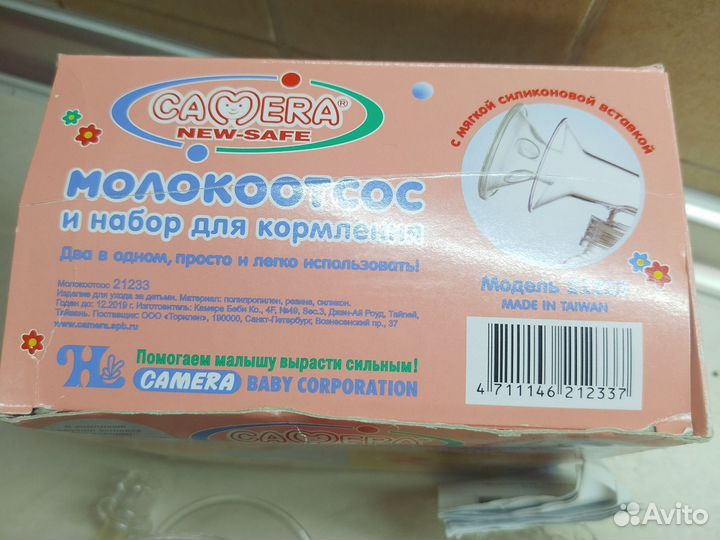 CAMERA®
NEW-SAFE
С МЯГКОЙ СИЛИКОНОВОЙ ВСТАВКОЙ
МОЛОКООТСОС
и набор для кормления
Два в одном, просто и легко использовать!
Молокоотсос 21233
Изделие для ухода за детьми. Материал: полипропилен, резина, силикон.
Годен до: 12.2019 г. Изготовитель: Камера Беби Ко., 4F, №49, Sec.3, Джен-Ай Роуд, Тайпей,
Тайвань. Поставщик: ООО «Торилен», 190000, Санкт-Петербург, Вознесенский пр., 37
www.camera.spb.ru
Модель
MADE IN TAIWAN
Помогаем малышу вырасти сильным!
CAMERA BABY CORPORATION
4 711146 212337
CAMERA
Avito